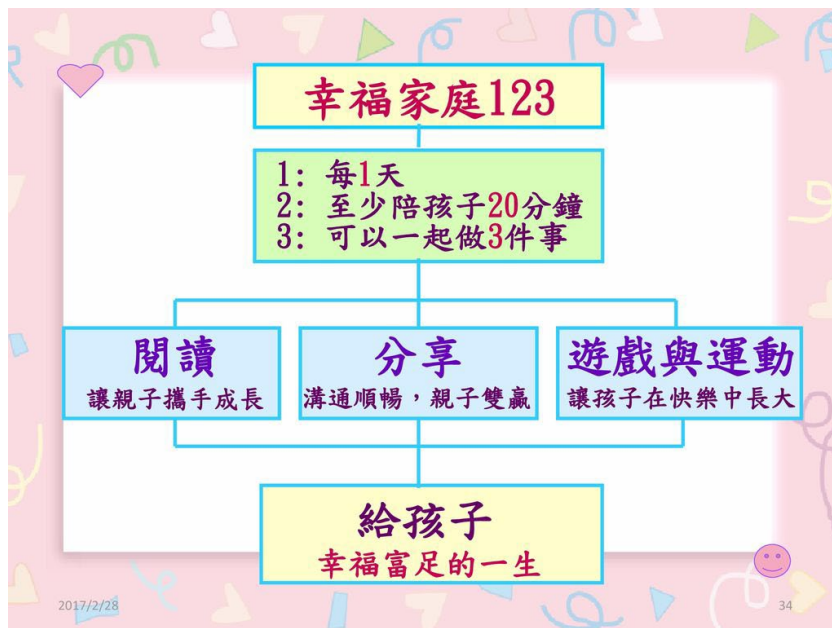 幸福家庭123
1: 每1天
2: 至少陪孩子20分鐘
3: 可以一起做3件事
閱讀
讓親子攜手成長
分享
溝通順暢，親子雙贏
遊戲與運動
讓孩子在快樂中長大
給孩子
幸福富足的一生
2017/2/28
34